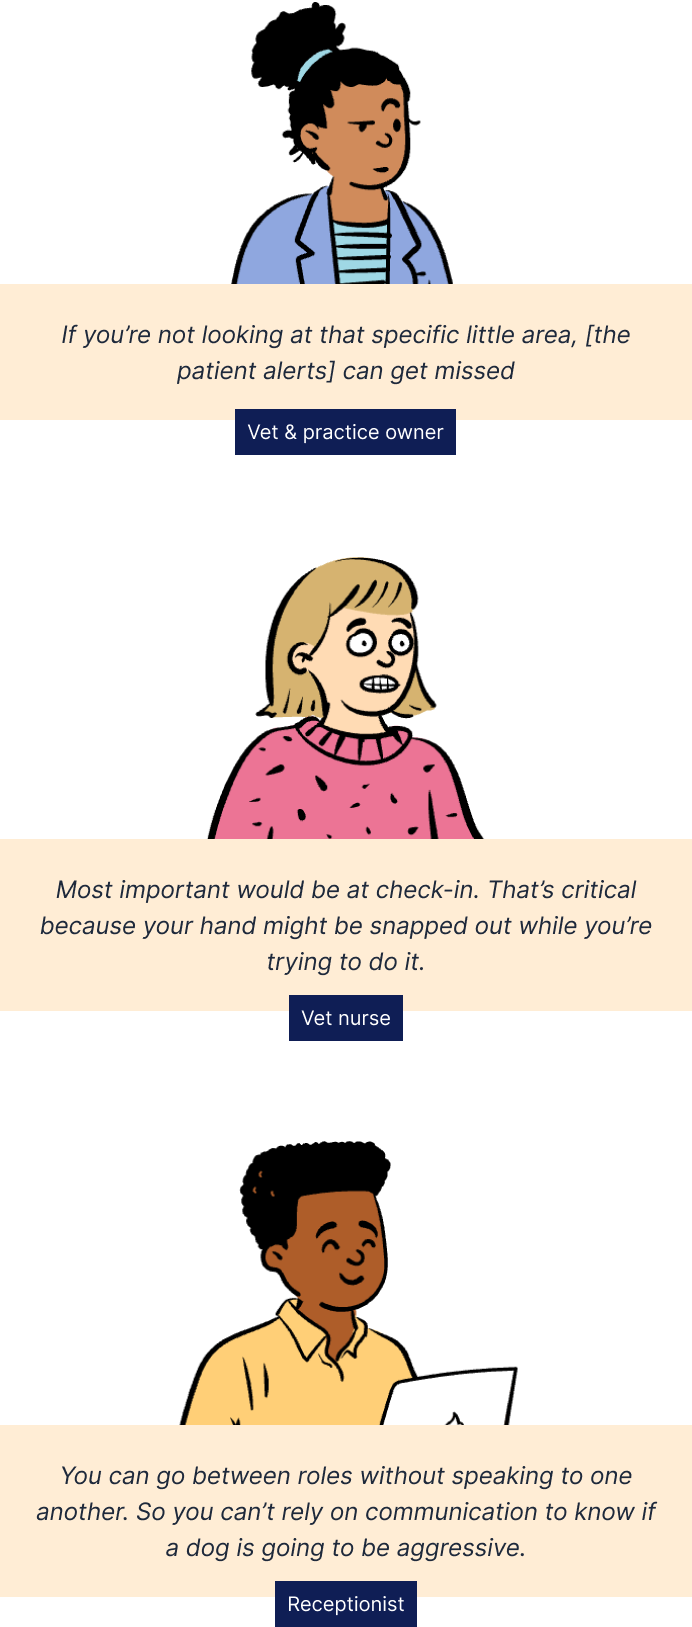 If you’re not looking at that specific little area, [the
patient alerts] can get missed
Vet & practice owner
Most important would be at check-in. That’s critical
because your hand might be snapped out while you’re
trying to do it.
Vet nurse
You can go between roles without speaking to one
another. So you can’t rely on communication to know if
a dog is going to be aggressive.
Receptionist